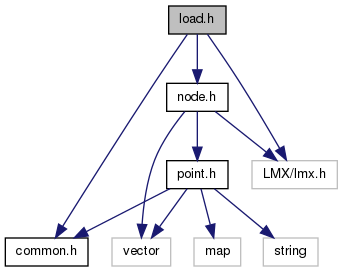 load.h
node.h
point.h
LMX/lmx.h
common.h
vector
map
string